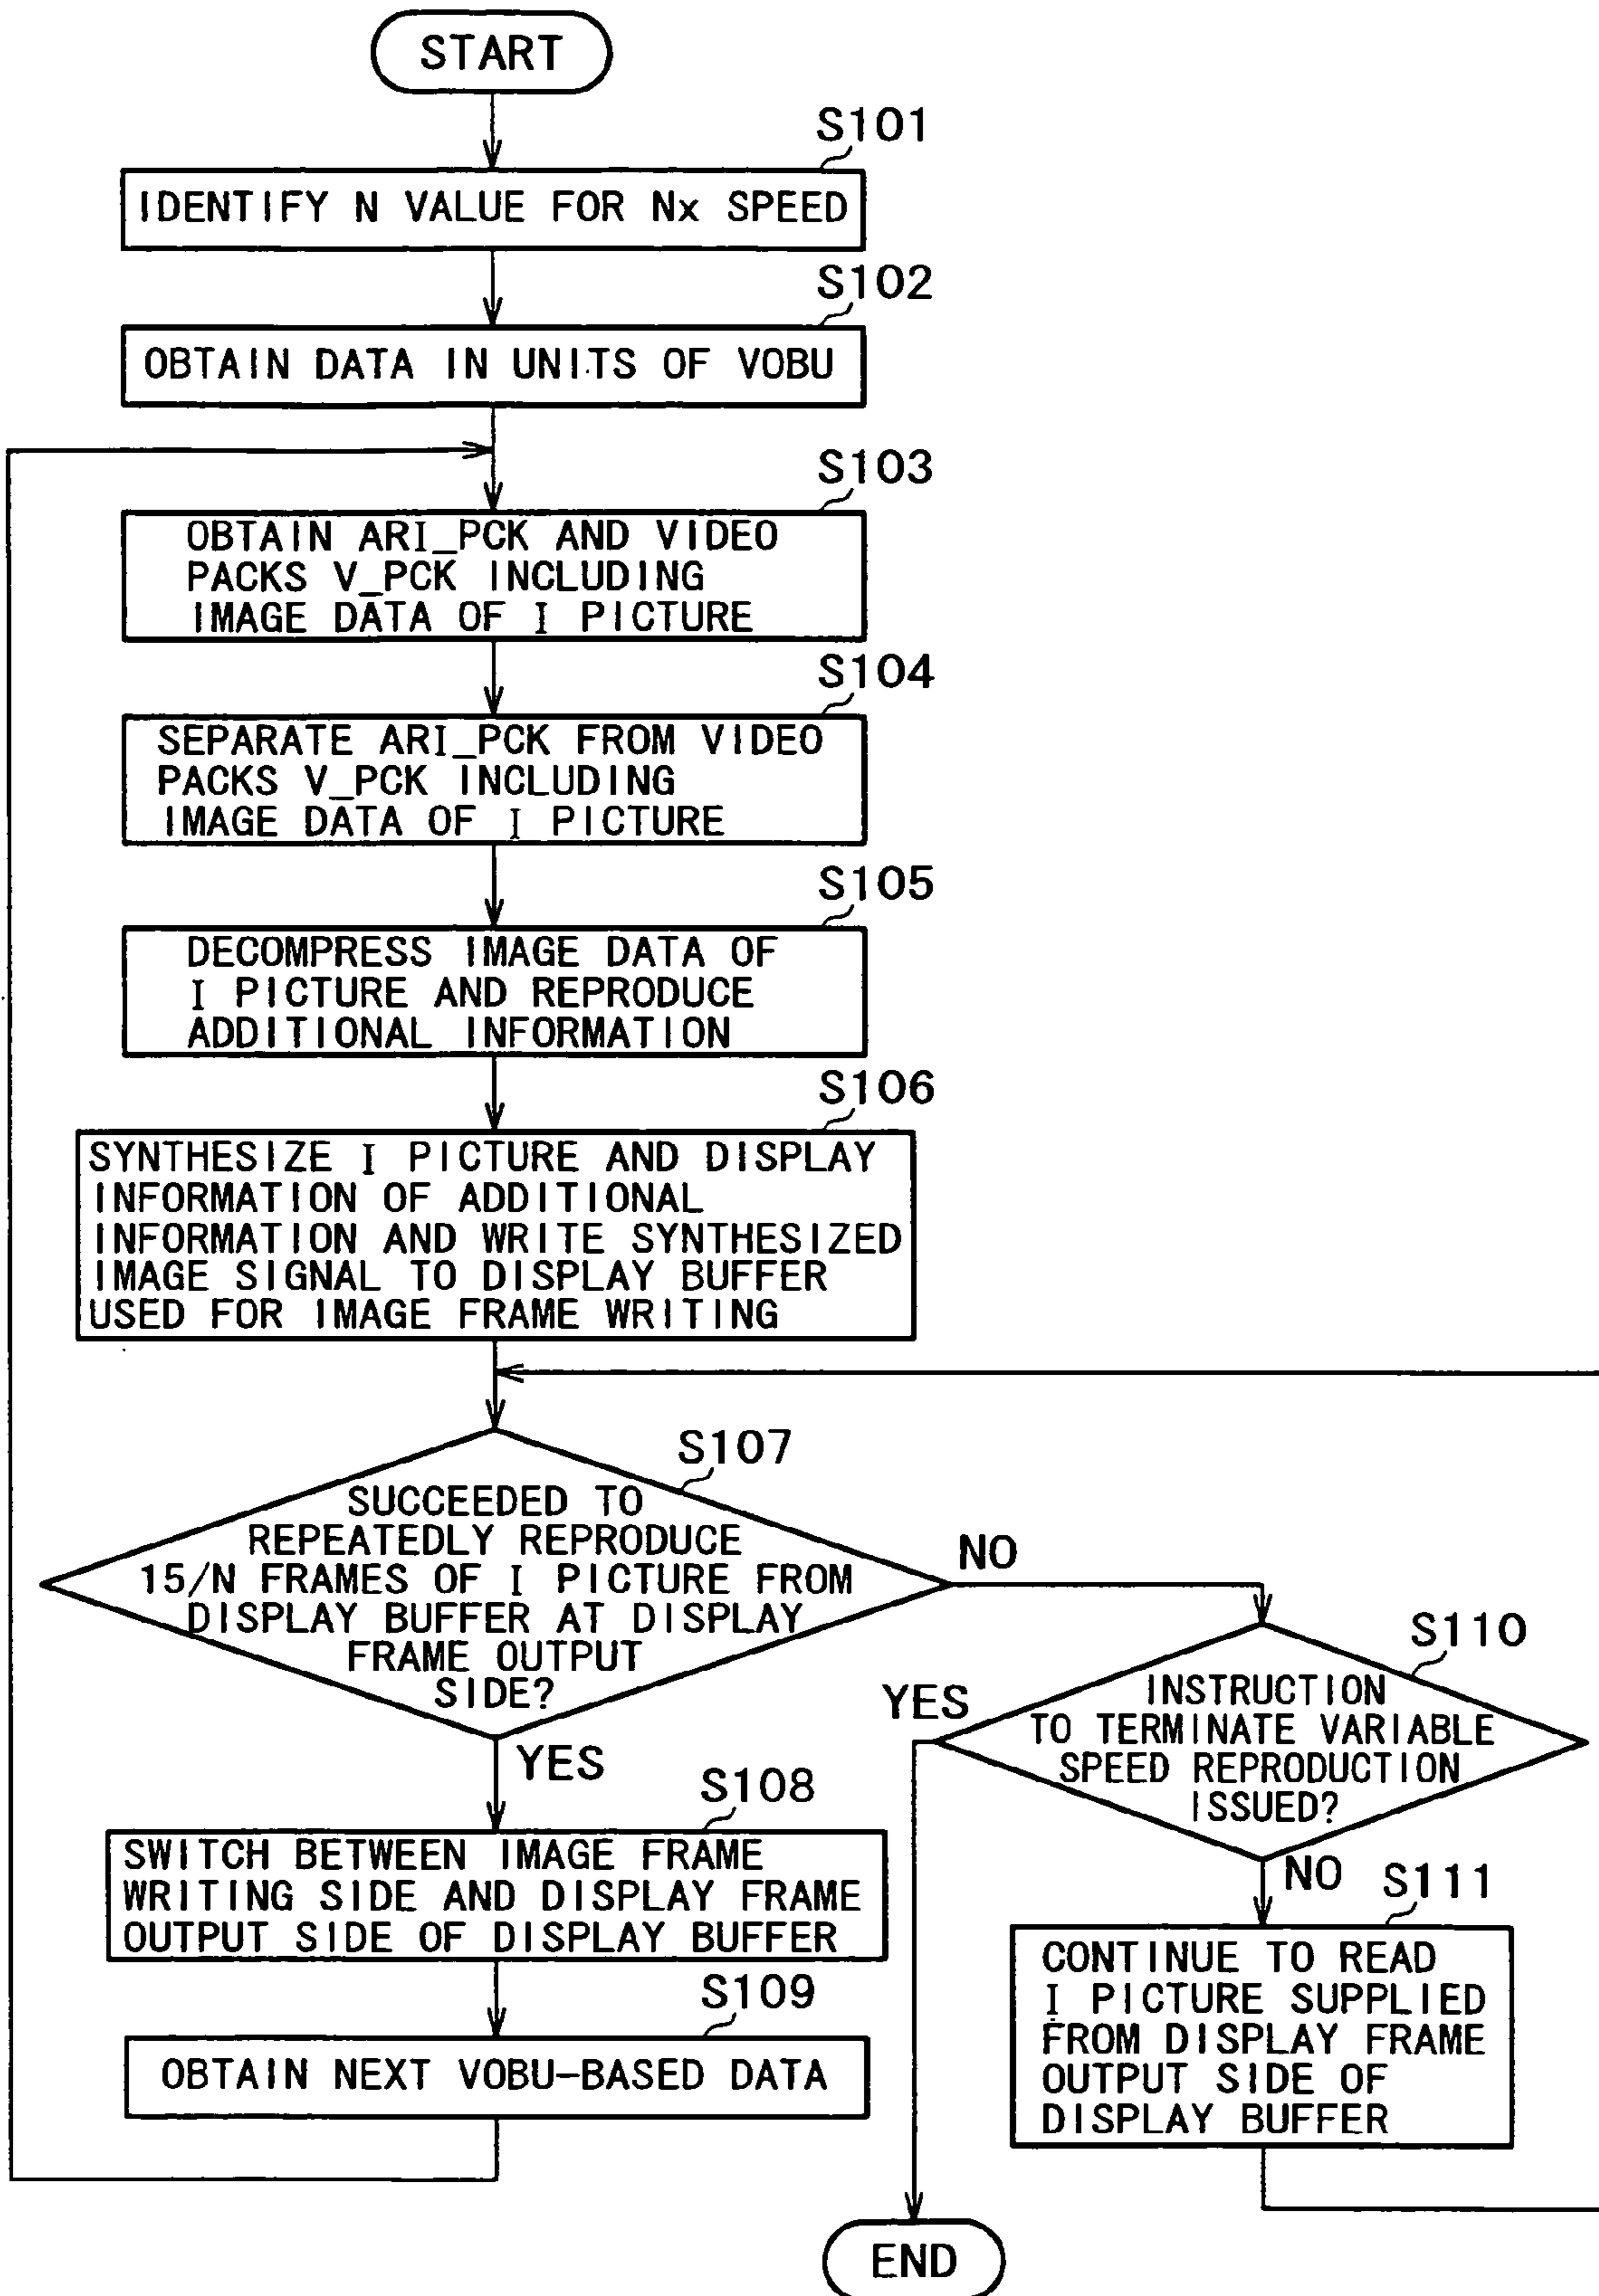 START
S101
IDENTIFY N VALUE FOR Nx SPEED
S102
OBTAIN DATA IN UNITS OF VOBU
S103
OBTAIN ARI_PCK AND VIDEO
PACKS V_PCK INCLUDING
IMAGE DATA OF I PICTURE
S104
SEPARATE ARI_PCK FROM VIDEO
PACKS V_PCK INCLUDING
IMAGE DATA OF I PICTURE
S105
DECOMPRESS IMAGE DATA OF
I PICTURE AND REPRODUCE
ADDITIONAL INFORMATION
S106
SYNTHESIZE I PICTURE AND DISPLAY
INFORMATION OF ADDITIONAL
INFORMATION AND WRITE SYNTHESIZED
IMAGE SIGNAL TO DISPLAY BUFFER
USED FOR IMAGE FRAME WRITING
S107
SUCCEEDED TO
REPEATEDLY REPRODUCE
15/N FRAMES OF I PICTURE FROM
DISPLAY BUFFER AT DISPLAY
FRAME OUTPUT
SIDE?
NO
YES
S108
SWITCH BETWEEN IMAGE FRAME
WRITING SIDE AND DISPLAY FRAME
OUTPUT SIDE OF DISPLAY BUFFER
S109
OBTAIN NEXT VOBU-BASED DATA
S110
INSTRUCTION
TO TERMINATE VARIABLE
SPEED REPRODUCTION
ISSUED?
YES
NO
S111
CONTINUE TO READ
I PICTURE SUPPLIED
FROM DISPLAY FRAME
OUTPUT SIDE OF
DISPLAY BUFFER
END